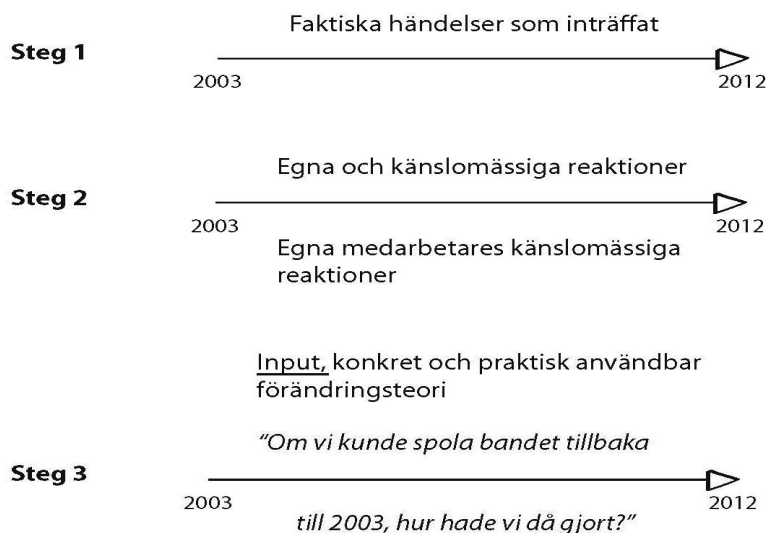 Faktiska händelser som inträffat
Steg 1
2003 2012
Egna och känslomässiga reaktioner
Steg 2
2003 2012
Egna medarbetares känslomässiga
reaktioner
Input, konkret och praktisk användbar
förändringsteori
“Om vi kunde spola bandet tillbaka
Steg 3
2003 2012
till 2003, hur hade vi då gjort?”